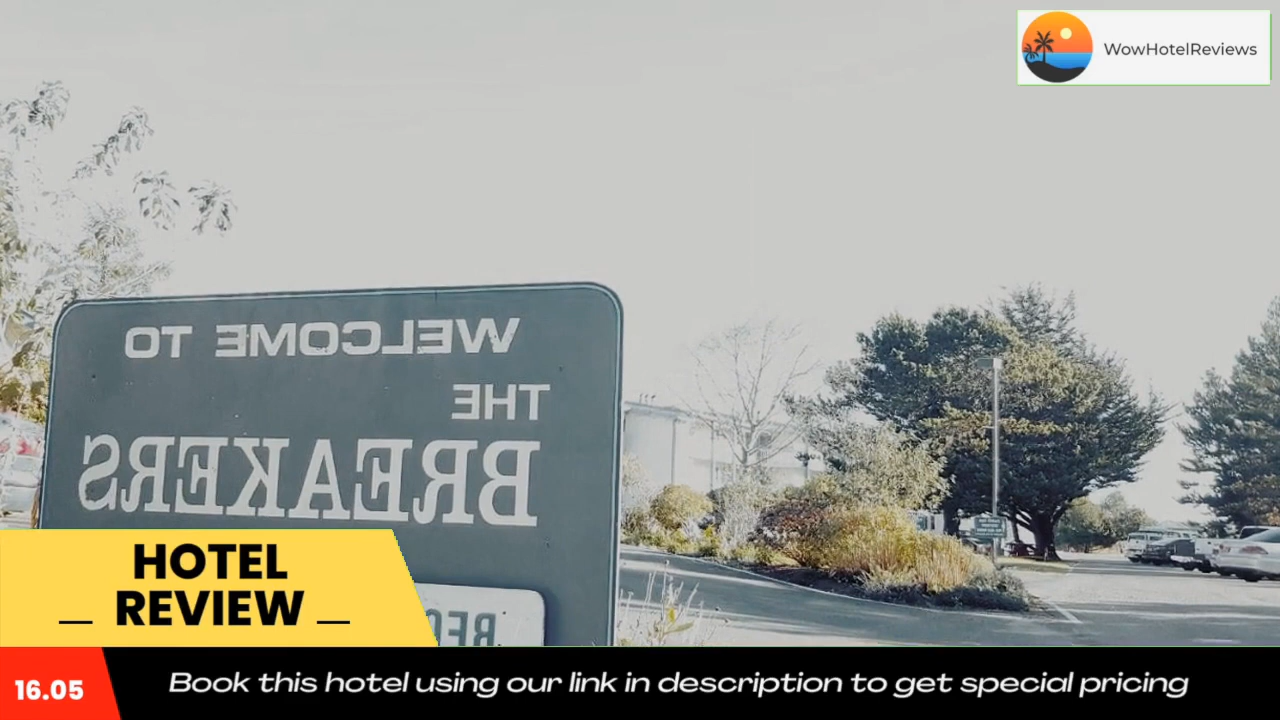 WowHotelReviews
WELCOME TO
THE
BREAKERS
HOTEL
REVIEW
16.05
Book this hotel using our link in description to get special pricing